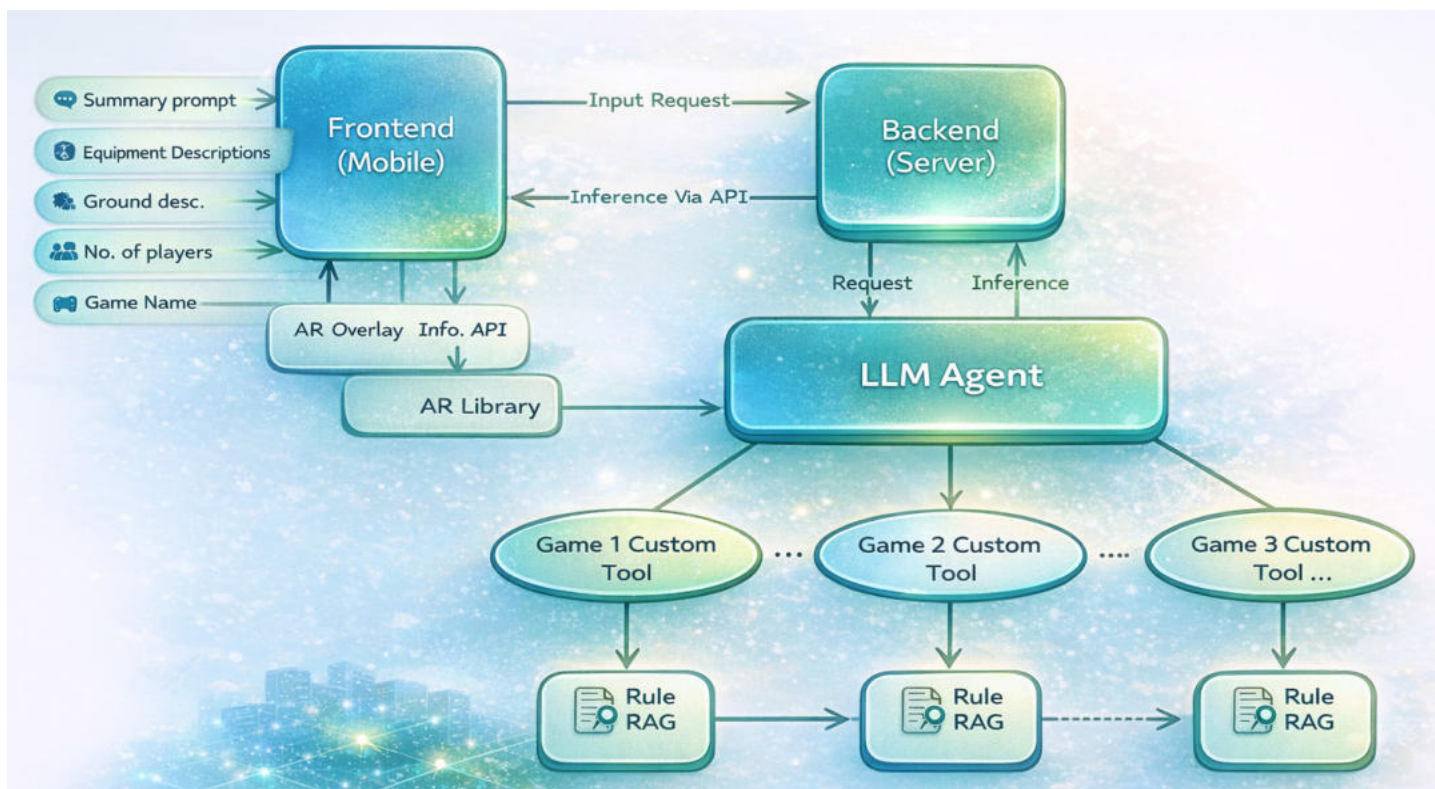 Summary prompt
Equipment Descriptions
Ground desc.
No. of players
Game Name
Frontend
(Mobile)
Input Request
Inference Via API
Backend
(Server)
Request
Inference
AR Overlay Info. API
AR Library
LLM Agent
Game 1 Custom
Tool
...
Game 2 Custom
Tool
....
Game 3 Custom
Tool ...
Rule
RAG
Rule
RAG
Rule
RAG